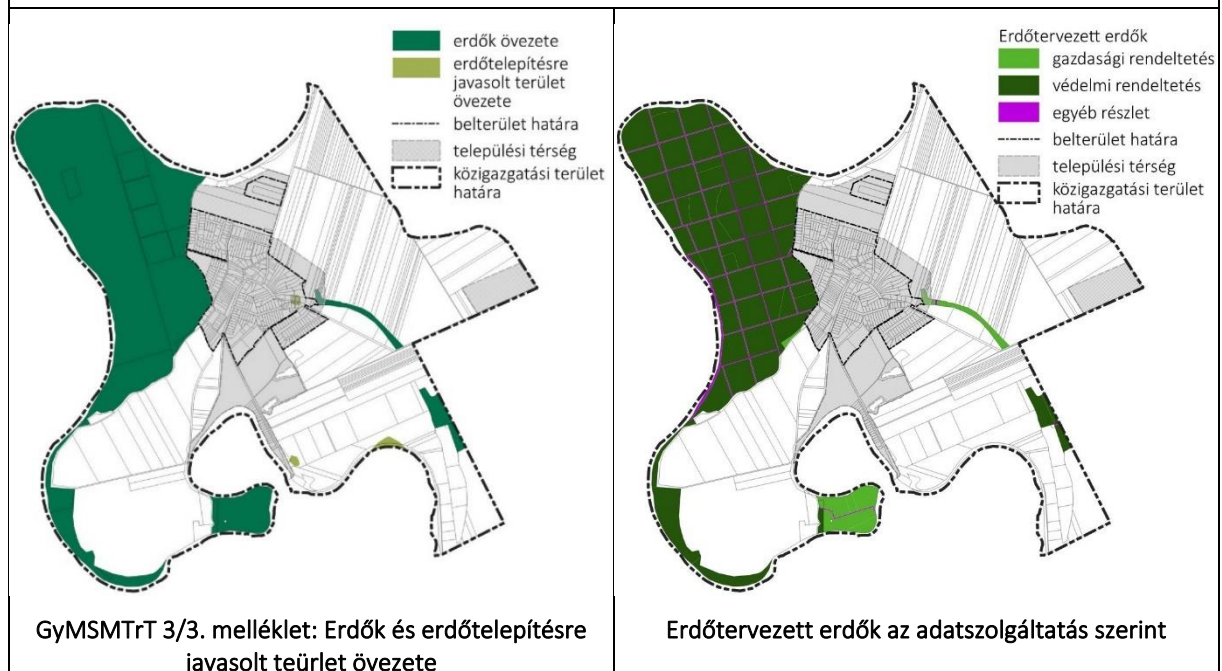 erdők övezete
erdőtelepítésre
javasolt terület
övezete
belterület határa
települési térség
közigazgatási terület
határa
GyMSMTrT 3/3. melléklet: Erdők és erdőtelepítésre
javasolt teürlet övezete
Erdőtervezett erdők
gazdasági rendeltetés
védelmi rendeltetés
egyéb részlet
belterület határa
települési térség
közigazgatási terület
határa
Erdőtervezett erdők az adatszolgáltatás szerint